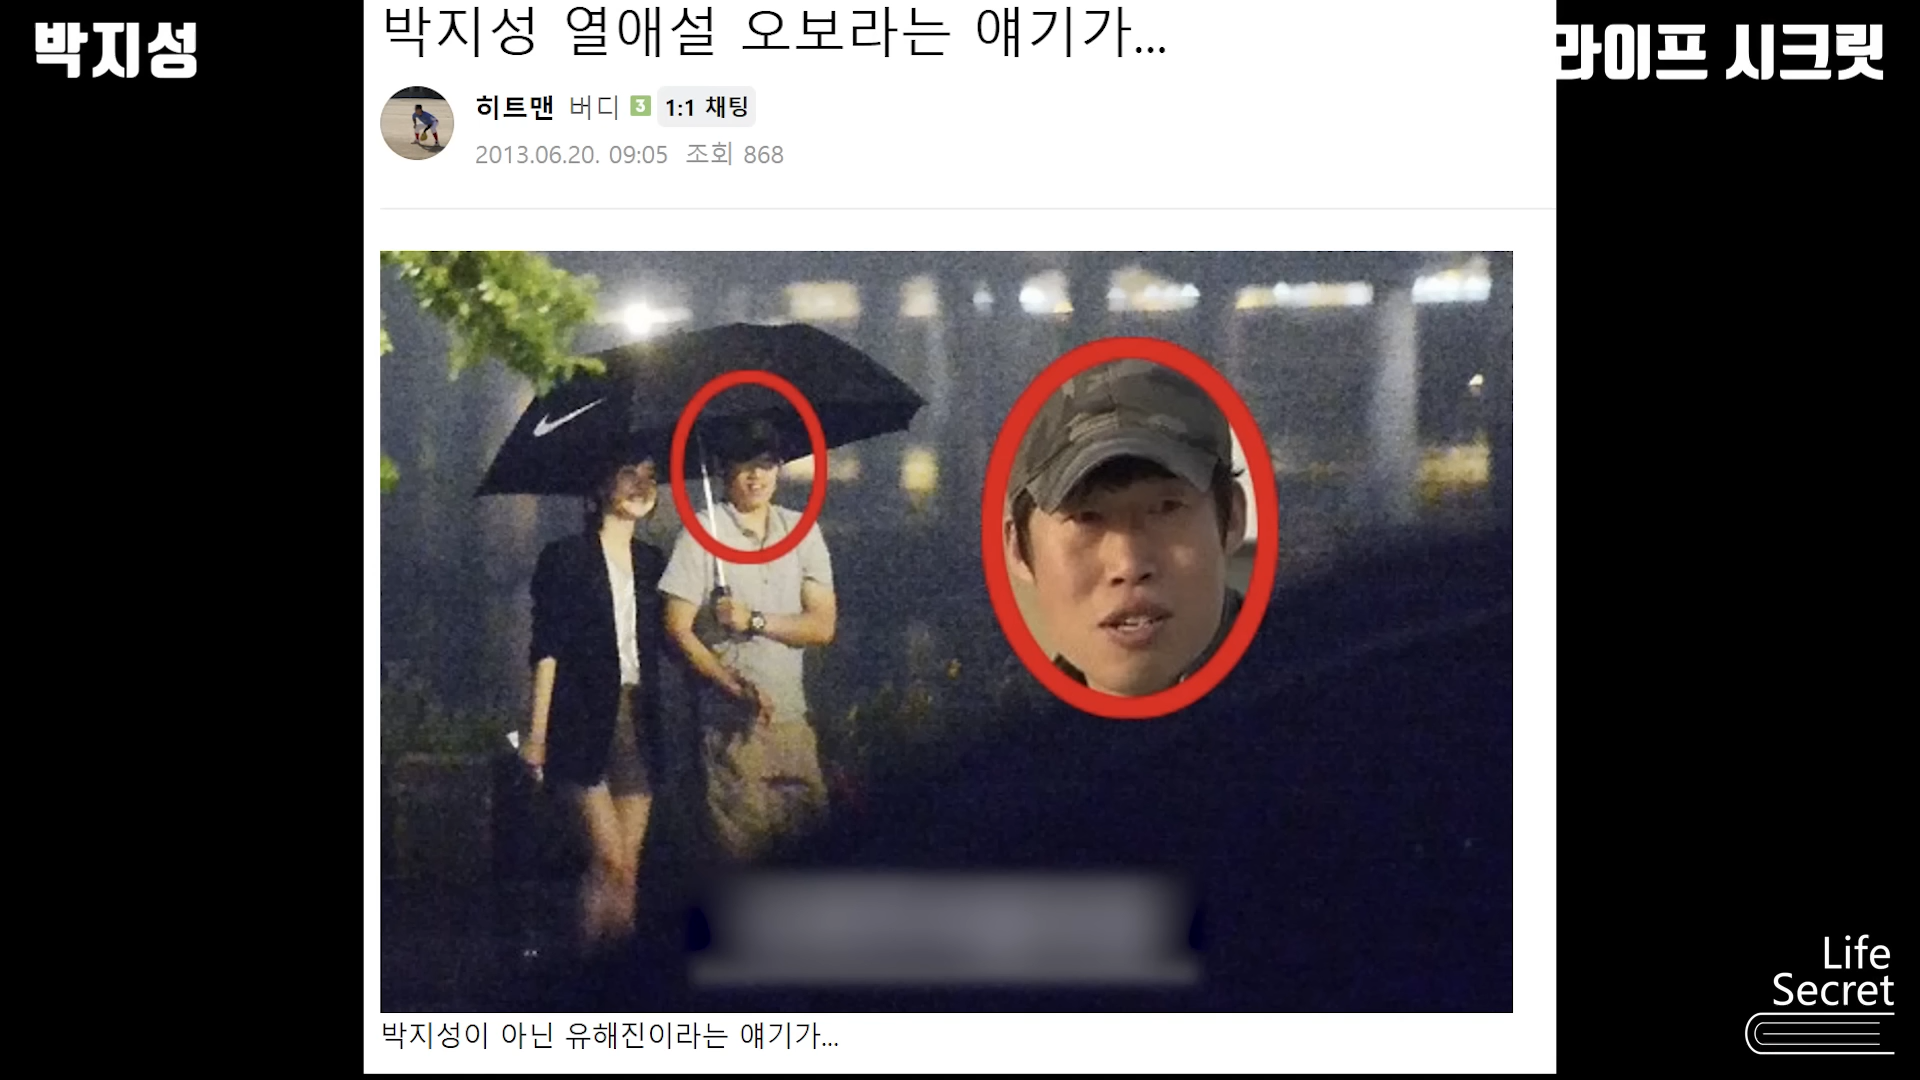 박지성
박지성 열애설 오보라는 얘기가...
라이프 시크릿
히트맨 버디 3 1:1 채팅
2013.06.20. 09:05 조회 868
박지성이 아닌 유해진이라는 얘기가...
Life
Secret